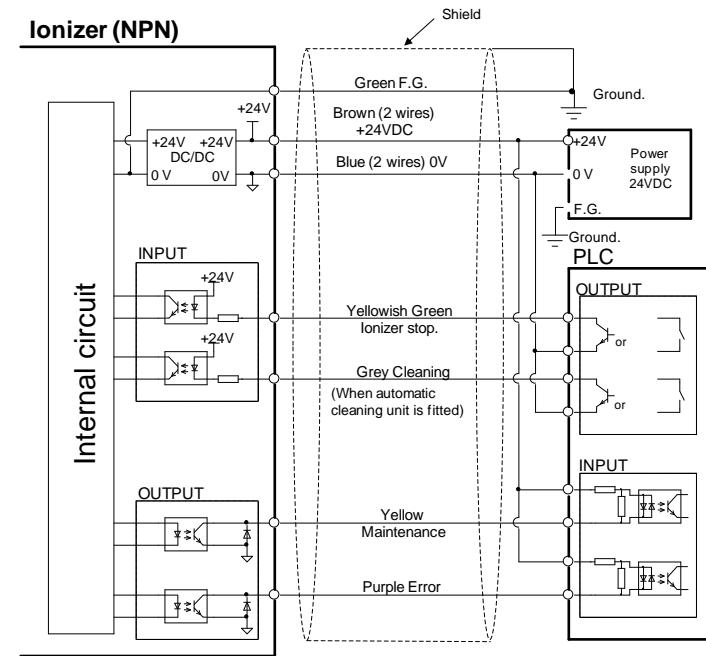 Shield
Ionizer (NPN)
Green F.G.
Ground.
+24V
Brown (2 wires)
+24VDC
+24V +24V
DC/DC
0 V 0V
Blue (2 wires) 0V
+24V
0 V
F.G.
Power
supply
24VDC
Ground.
PLC
INPUT
+24V
+24V
Internal circuit
Yellowish Green
Ionizer stop.
Grey Cleaning
(When automatic
cleaning unit is fitted)
OUTPUT
or
or
OUTPUT
Yellow
Maintenance
Purple Error
INPUT